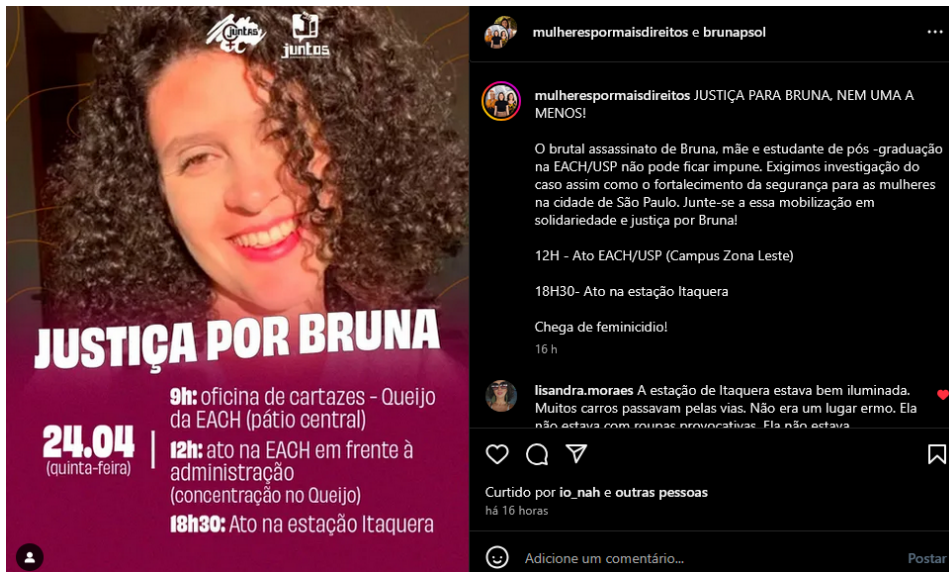 JUNTAS
juntos
JUSTIÇA POR BRUNA
24.04
(quinta-feira)
9h: oficina de cartazes - Queijo
da EACH (pátio central)
12h: ato na EACH em frente à
administração
(concentração no Queijo)
18h30: Ato na estação Itaquera
mulherespormaisdireitos e brunapsol
mulherespormaisdireitos JUSTIÇA PARA BRUNA, NEM UMA A
MENOS!
O brutal assassinato de Bruna, mãe e estudante de pós -graduação
na EACH/USP não pode ficar impune. Exigimos investigação do
caso assim como o fortalecimento da segurança para as mulheres
na cidade de São Paulo. Junte-se a essa mobilização em
solidariedade e justiça por Bruna!
12H - Ato EACH/USP (Campus Zona Leste)
18H30- Ato na estação Itaquera
Chega de feminicidio!
16 h
lisandra.moraes A estação de Itaquera estava bem iluminada.
Muitos carros passavam pelas vias. Não era um lugar ermo. Ela
não estava com roupas provocativas. Ela não estava
Curtido por io_nah e outras pessoas
há 16 horas
Adicione um comentário...
Postar